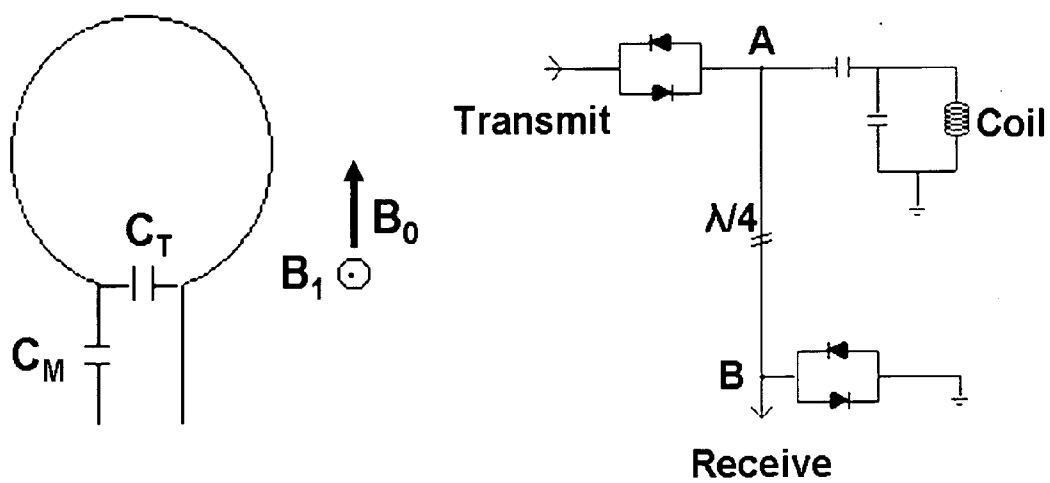 C_T
B_0
B_1
C_M
A
Transmit
Coil
λ/4
B
Receive